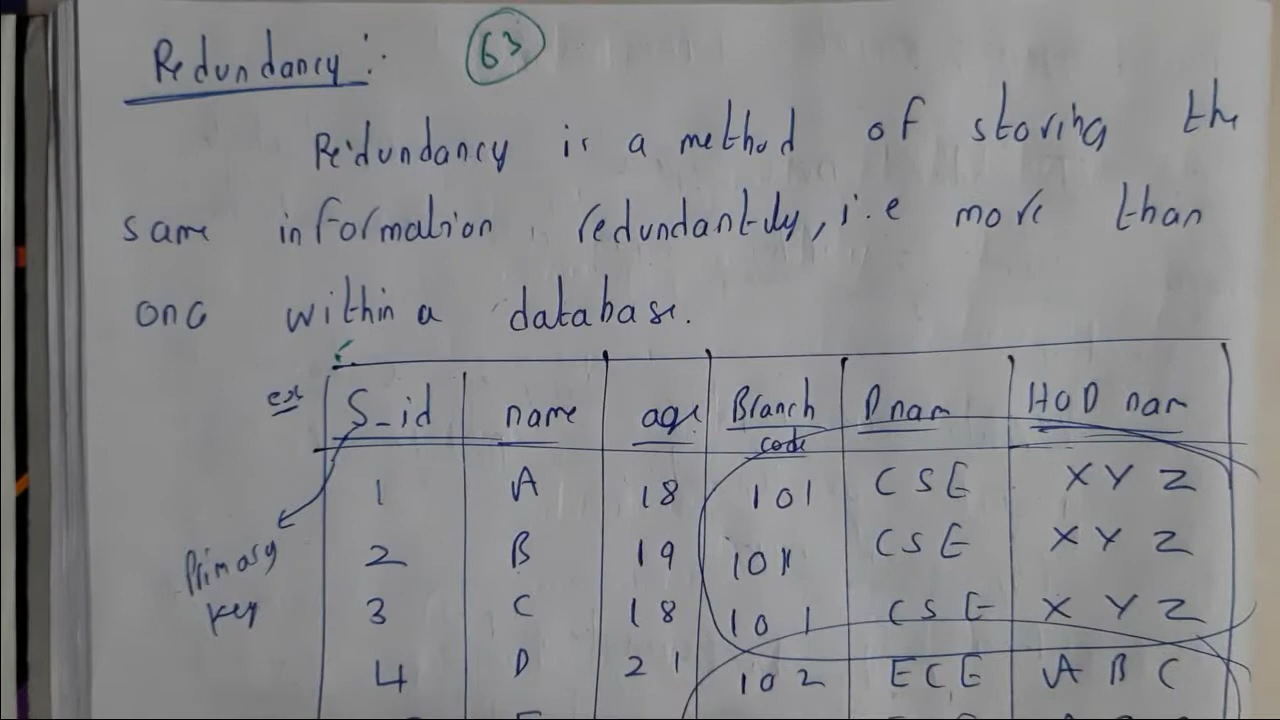 Redundancy :
63
Redundancy is a method of storing the
same information redundantly, i.e more than
one within a database.
ex
S_id name age Branch code Dnam HOD nam
1 A 18 101 CSE XYZ
2 B 19 101 CSE XYZ
3 C 18 101 CSE XYZ
4 D 21 102 ECE ABC
Primary
key